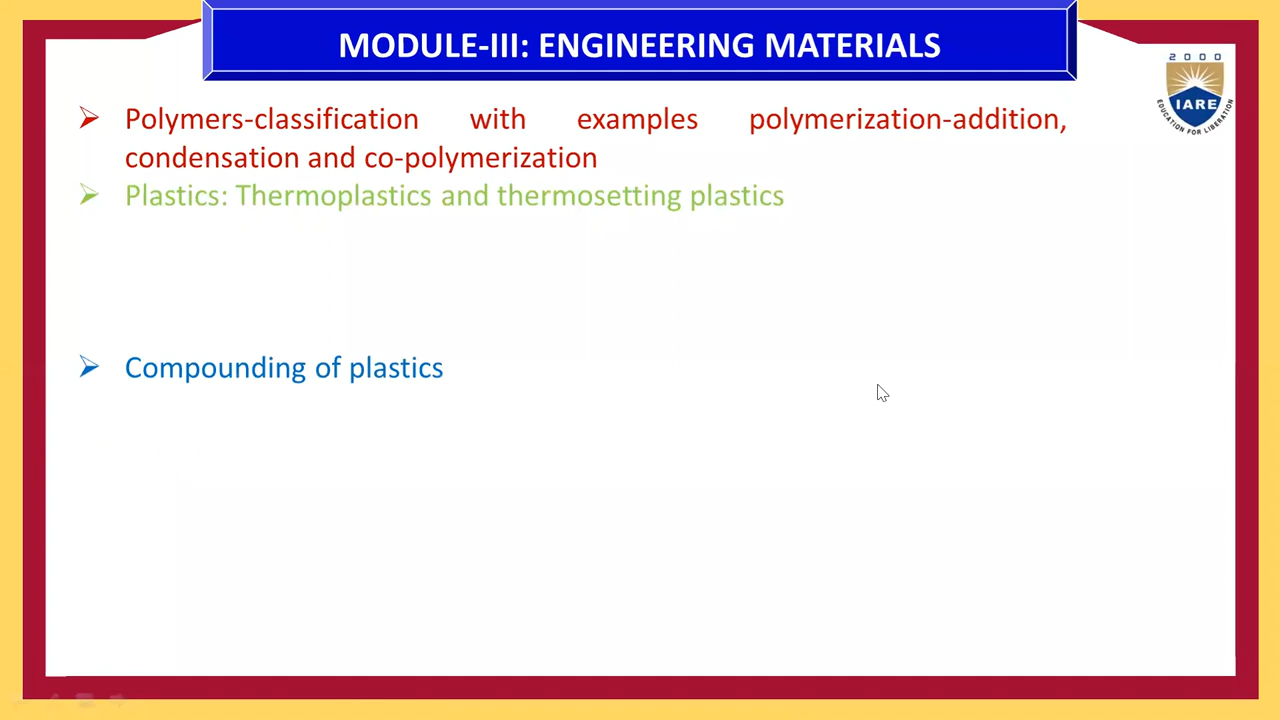 MODULE-III: ENGINEERING MATERIALS
2000
IARE
EDUCATION FOR LIBERATION
➢ Polymers-classification with examples polymerization-addition,
condensation and co-polymerization
➢ Plastics: Thermoplastics and thermosetting plastics
➢ Compounding of plastics